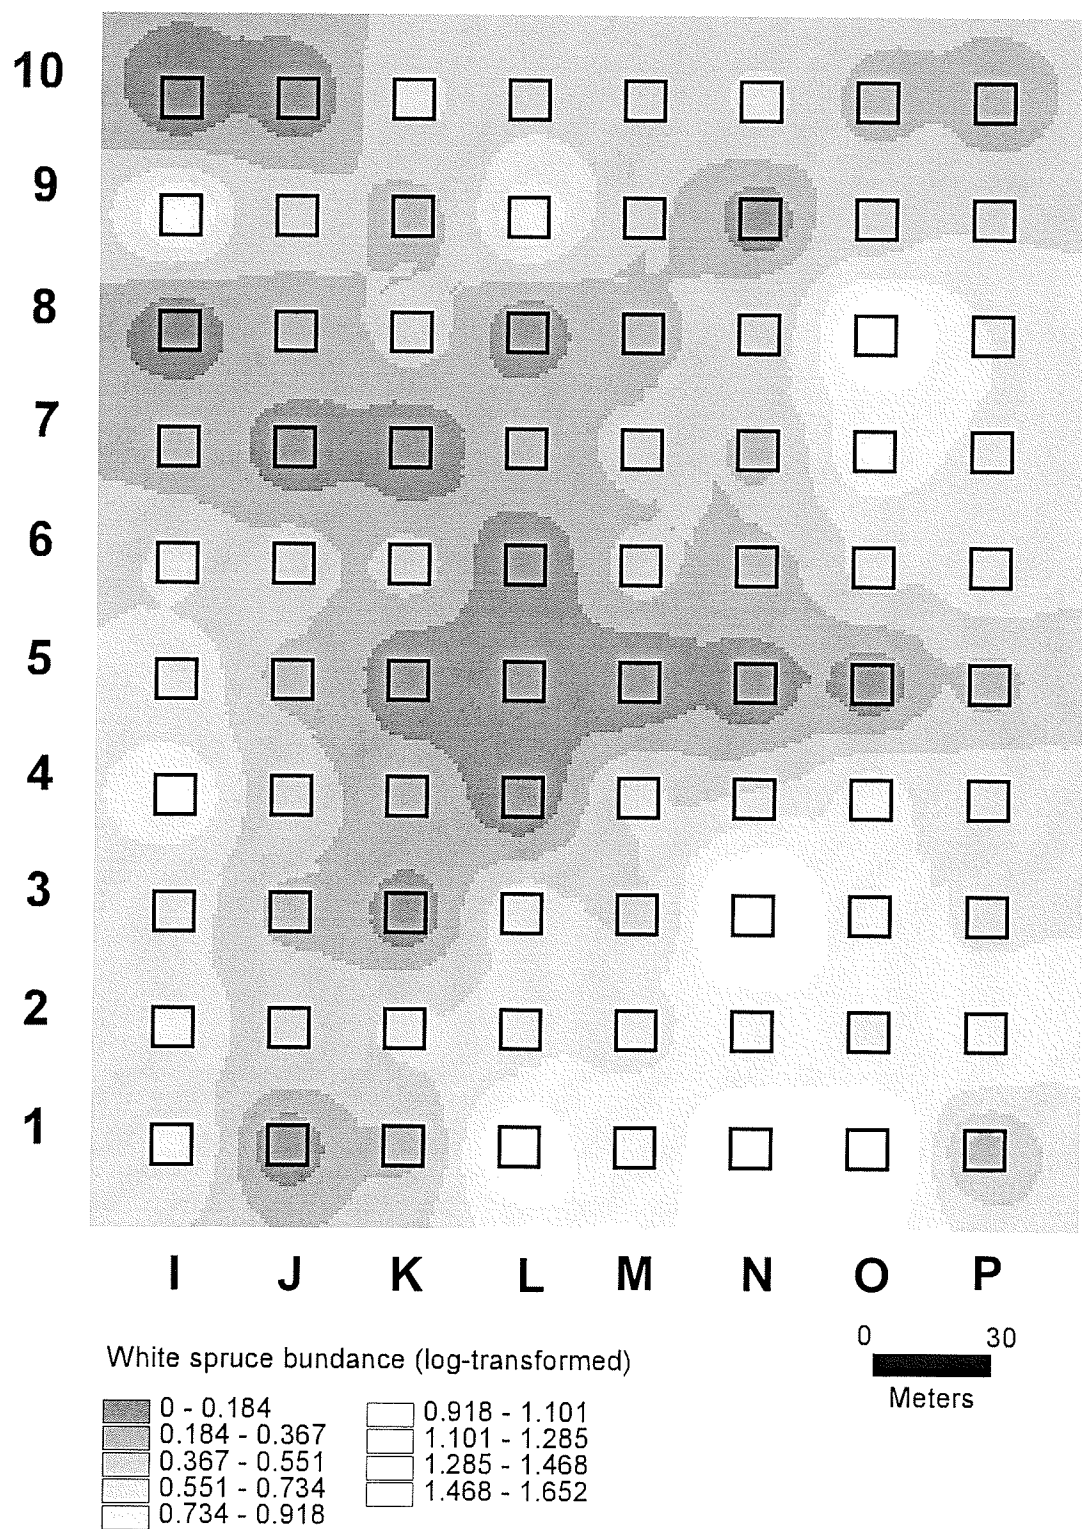 10
9
8
7
6
5
4
3
2
1
I J K L M N O P
0 30
Meters
White spruce bundance (log-transformed)
0 - 0.184
0.184 - 0.367
0.367 - 0.551
0.551 - 0.734
0.734 - 0.918
0.918 - 1.101
1.101 - 1.285
1.285 - 1.468
1.468 - 1.652